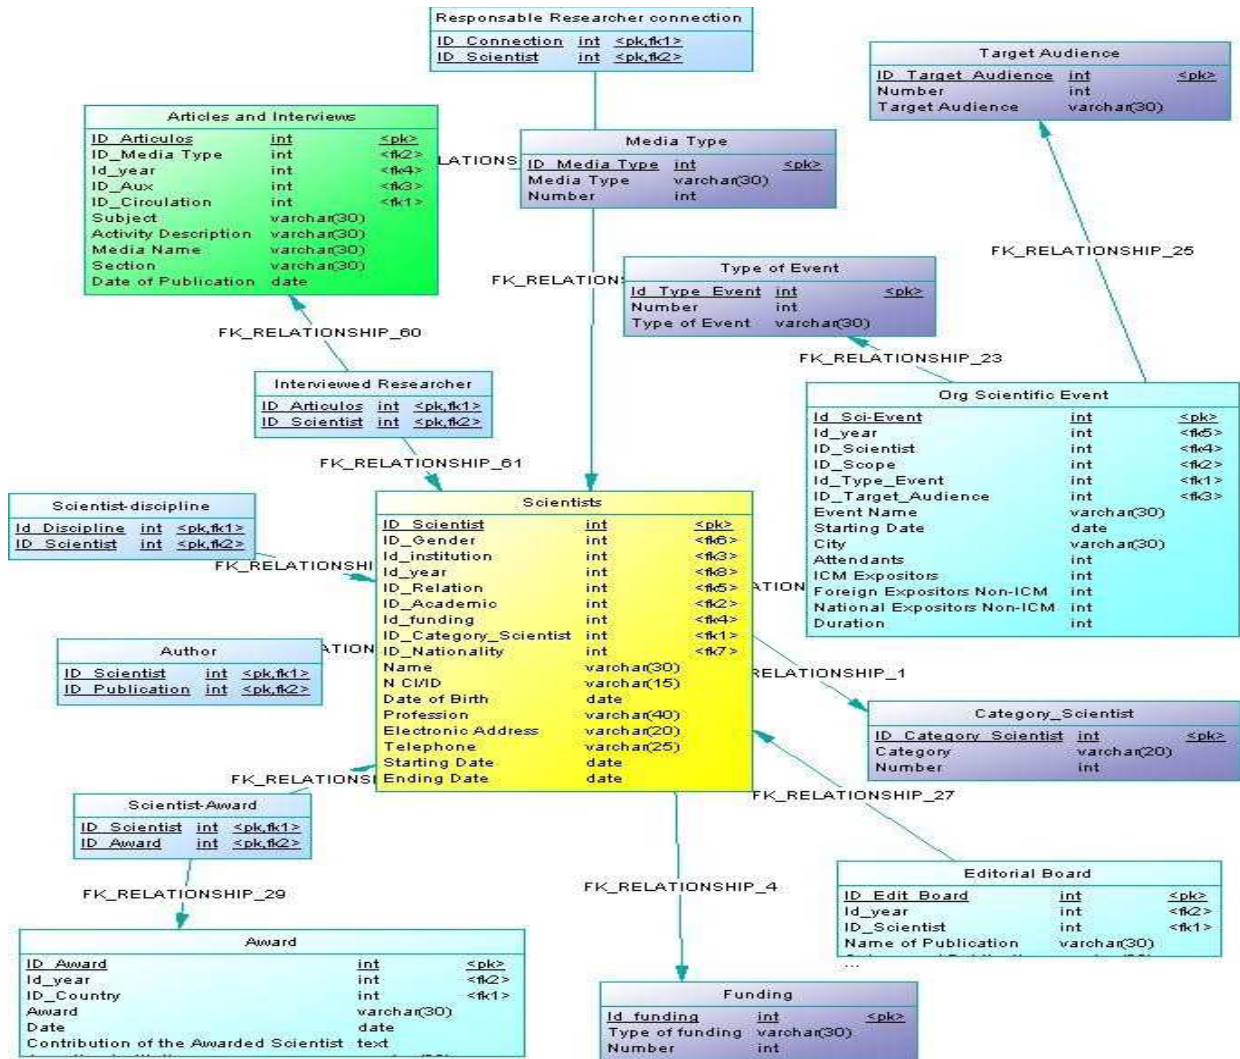 Responsable Researcher connection
ID_Connection int <pk,fk1>
ID_Scientist int <pk,fk2>
Target Audience
ID_Target_Audience int <pk>
Number int
Target Audience varchar(30)
Articles and Interviews
ID_Articulos int <pk>
ID_Media Type int <fk2>
Id_year int <fk4>
ID_Aux int <fk3>
ID_Circulation int <fk1>
Subject varchar(30)
Activity Description varchar(30)
Media Name varchar(30)
Section varchar(30)
Date of Publication date
LATIONS
Media Type
ID_Media Type int <pk>
Media Type varchar(30)
Number int
FK_RELATIONSHIP_25
FK_RELATIONS
Type of Event
Id_Type_Event int <pk>
Number int
Type of Event varchar(30)
FK_RELATIONSHIP_60
FK_RELATIONSHIP_23
Interviewed Researcher
ID_Articulos int <pk,fk1>
ID_Scientist int <pk,fk2>
FK_RELATIONSHIP_61
Org Scientific Event
Id_Sci-Event int <pk>
Id_year int <fk5>
ID_Scientist int <fk4>
ID_Scope int <fk2>
Id_Type_Event int <fk1>
ID_Target_Audience int <fk3>
Event Name varchar(30)
Starting Date date
City varchar(30)
Attendants int
ICM Expositors int
Foreign Expositors Non-ICM int
National Expositors Non-ICM int
Duration int
Scientist-discipline
Id_Discipline int <pk,fk1>
ID_Scientist int <pk,fk2>
FK_RELATIONSHI
Scientists
ID_Scientist int <pk>
ID_Gender int <fk6>
Id_institution int <fk3>
Id_year int <fk8>
ID_Relation int <fk5>
ID_Academic int <fk2>
Id_funding int <fk4>
ID_Category_Scientist int <fk1>
ID_Nationality int <fk7>
Name varchar(30)
N CI/ID varchar(15)
Date of Birth date
Profession varchar(40)
Electronic Address varchar(20)
Telephone varchar(25)
Starting Date date
Ending Date date
ATION
Author
ID_Scientist int <pk,fk1>
ID_Publication int <pk,fk2>
ATION
RELATIONSHIP_1
Category_Scientist
ID_Category_Scientist int <pk>
Category varchar(20)
Number int
FK_RELATIONS
Scientist-Award
ID_Scientist int <pk,fk1>
ID_Award int <pk,fk2>
FK_RELATIONSHIP_27
FK_RELATIONSHIP_29
FK_RELATIONSHIP_4
Editorial Board
ID_Edit_Board int <pk>
Id_year int <fk2>
ID_Scientist int <fk1>
Name of Publication varchar(30)
...
Award
ID_Award int <pk>
Id_year int <fk2>
ID_Country int <fk1>
Award varchar(30)
Date date
Contribution of the Awarded Scientist text
Funding
Id_funding int <pk>
Type of funding varchar(30)
Number int